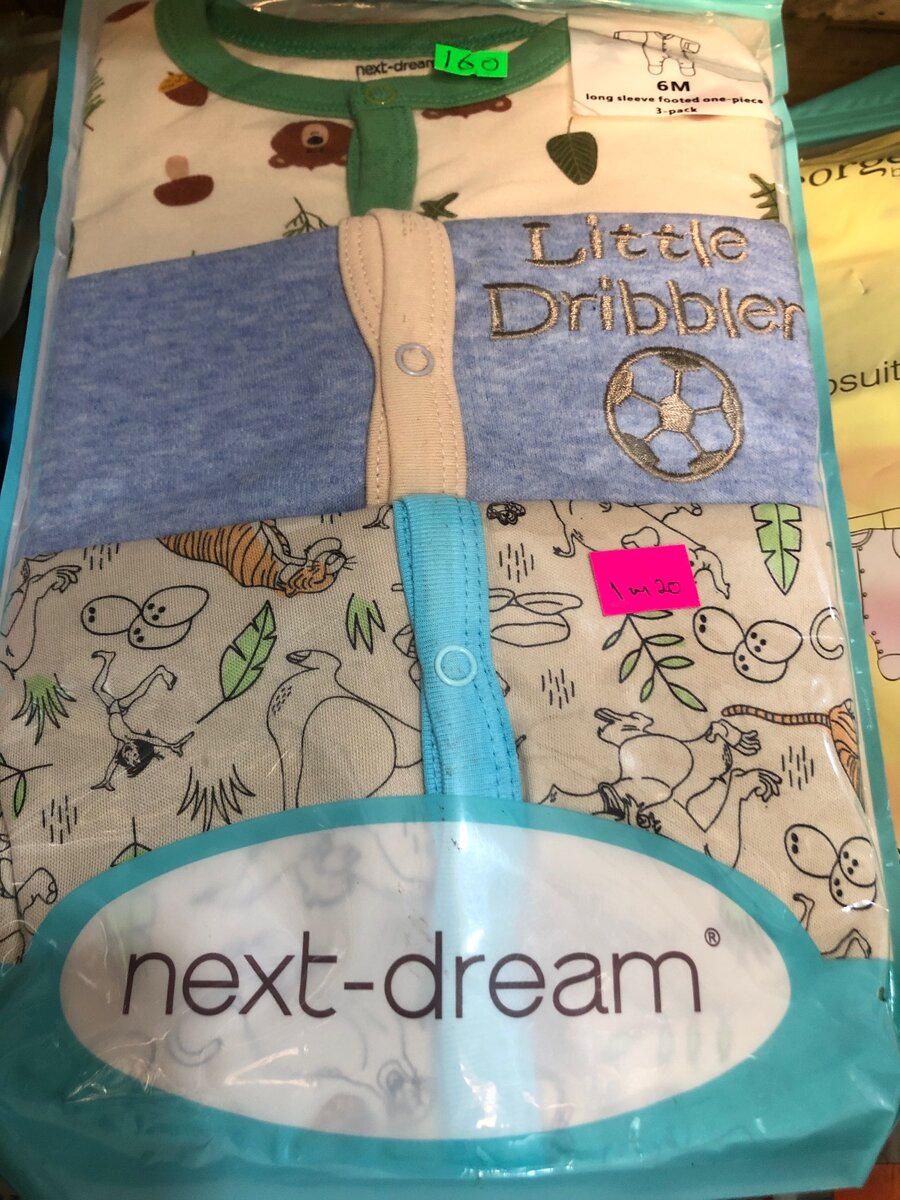 next-dream
160
6M
long sleeve footed one-piece
3-pack
Little
Dribbler
1 m 20
next-dream®